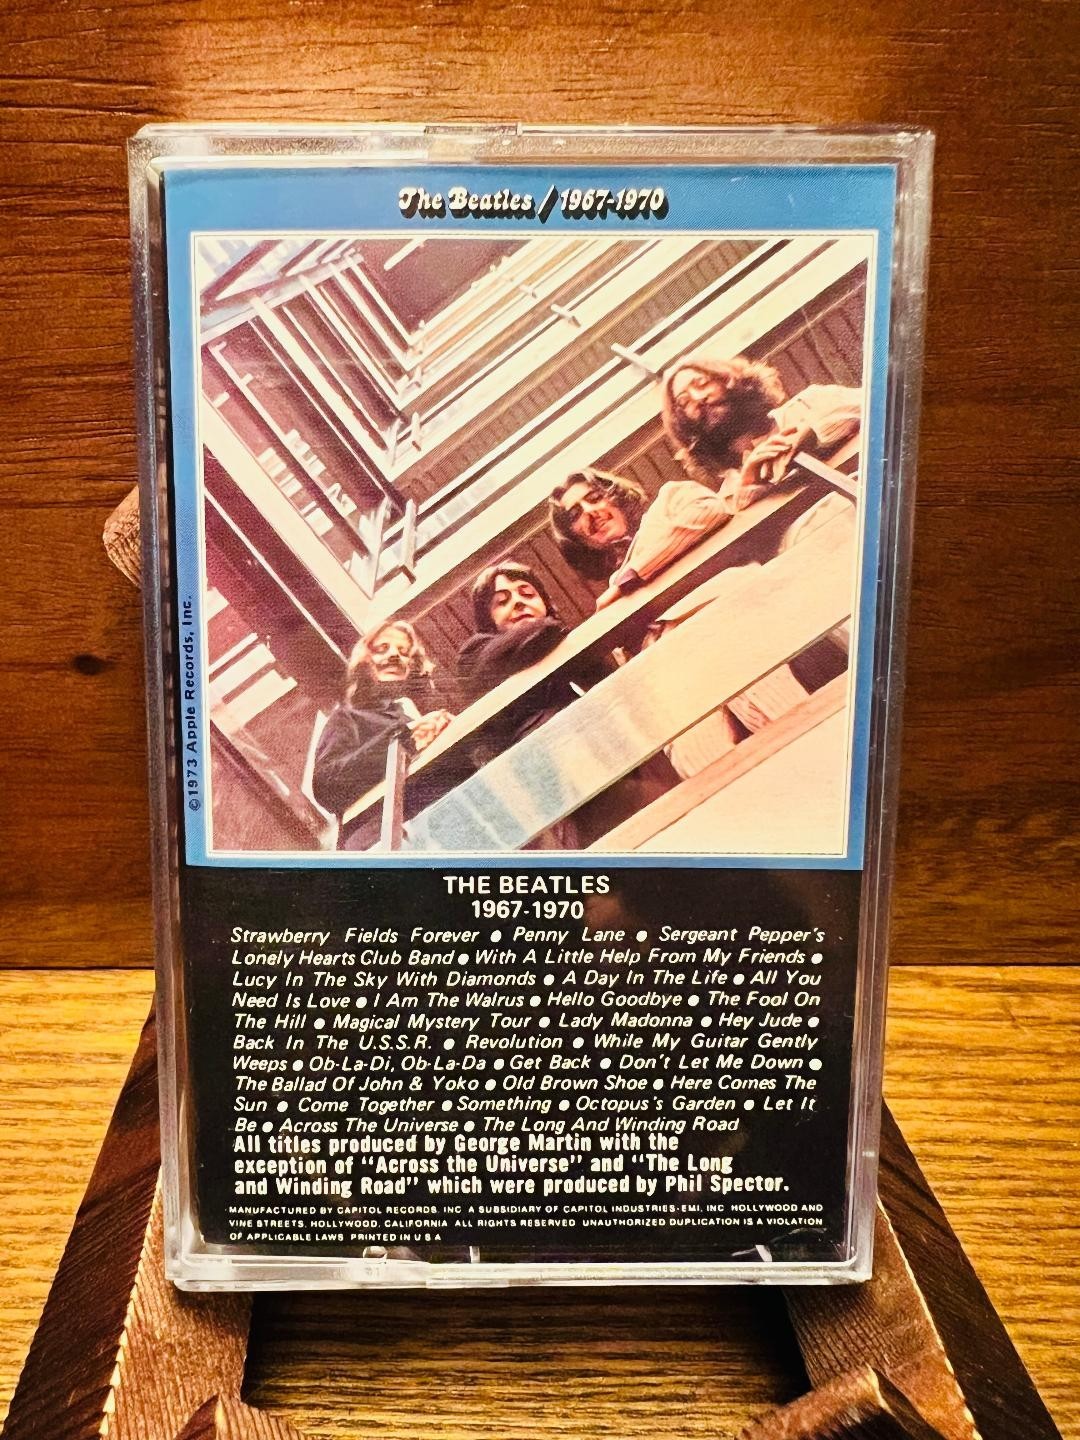 The Beatles / 1967-1970
©1973 Apple Records, Inc.
THE BEATLES
1967-1970
Strawberry Fields Forever ● Penny Lane ● Sergeant Pepper's
Lonely Hearts Club Band ● With A Little Help From My Friends ●
Lucy In The Sky With Diamonds ● A Day In The Life ● All You
Need Is Love ● I Am The Walrus ● Hello Goodbye ● The Fool On
The Hill ● Magical Mystery Tour ● Lady Madonna ● Hey Jude ●
Back In The U.S.S.R. ● Revolution ● While My Guitar Gently
Weeps ● Ob-La-Di, Ob-La-Da ● Get Back ● Don't Let Me Down ●
The Ballad Of John & Yoko ● Old Brown Shoe ● Here Comes The
Sun ● Come Together ● Something ● Octopus's Garden ● Let It
Be ● Across The Universe ● The Long And Winding Road
All titles produced by George Martin with the
exception of "Across the Universe" and "The Long
and Winding Road" which were produced by Phil Spector.
MANUFACTURED BY CAPITOL RECORDS, INC. A SUBSIDIARY OF CAPITOL INDUSTRIES-EMI, INC. HOLLYWOOD AND
VINE STREETS, HOLLYWOOD, CALIFORNIA ALL RIGHTS RESERVED UNAUTHORIZED DUPLICATION IS A VIOLATION
OF APPLICABLE LAWS PRINTED IN U S A